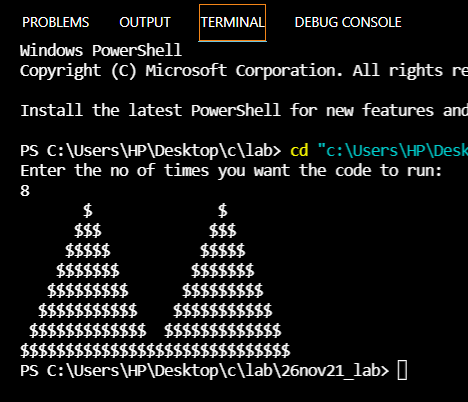 PROBLEMS OUTPUT TERMINAL DEBUG CONSOLE
Windows PowerShell
Copyright (C) Microsoft Corporation. All rights re
Install the latest PowerShell for new features and
PS C:\Users\HP\Desktop\c\lab> cd "c:\Users\HP\Desk
Enter the no of times you want the code to run:
8
       $              $
      $$$            $$$
     $$$$$          $$$$$
    $$$$$$$        $$$$$$$
   $$$$$$$$$      $$$$$$$$$
  $$$$$$$$$$$    $$$$$$$$$$$
 $$$$$$$$$$$$$  $$$$$$$$$$$$$
$$$$$$$$$$$$$$$$$$$$$$$$$$$$$$
PS C:\Users\HP\Desktop\c\lab\26nov21_lab>